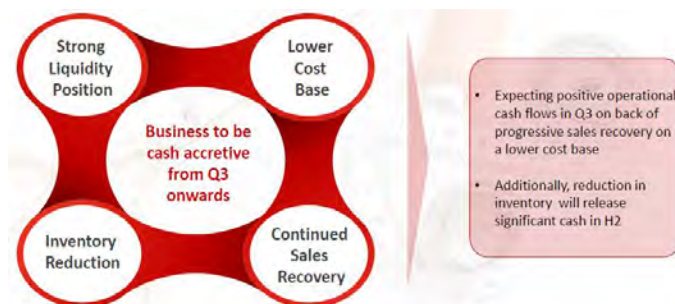 Strong
Liquidity
Position
Lower
Cost
Base
Business to be
cash accretive
from Q3
onwards
Inventory
Reduction
Continued
Sales
Recovery
• Expecting positive operational
cash flows in Q3 on back of
progressive sales recovery on
a lower cost base
• Additionally, reduction in
inventory will release
significant cash in H2